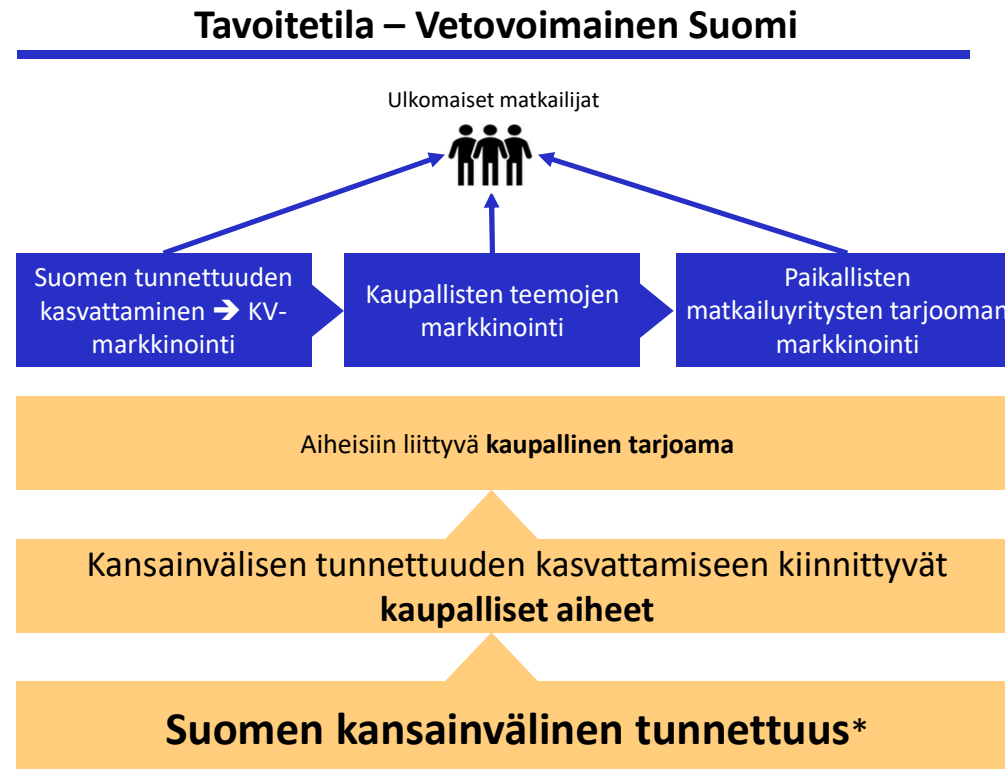 Tavoitetila – Vetovoimainen Suomi
Ulkomaiset matkailijat
Suomen tunnettuuden
kasvattaminen ➔ KV-
markkinointi
Kaupallisten teemojen
markkinointi
Paikallisten
matkailuyritysten tarjooman
markkinointi
Aiheisiin liittyvä kaupallinen tarjoama
Kansainvälisen tunnettuuden kasvattamiseen kiinnittyvät
kaupalliset aiheet
Suomen kansainvälinen tunnettuus*